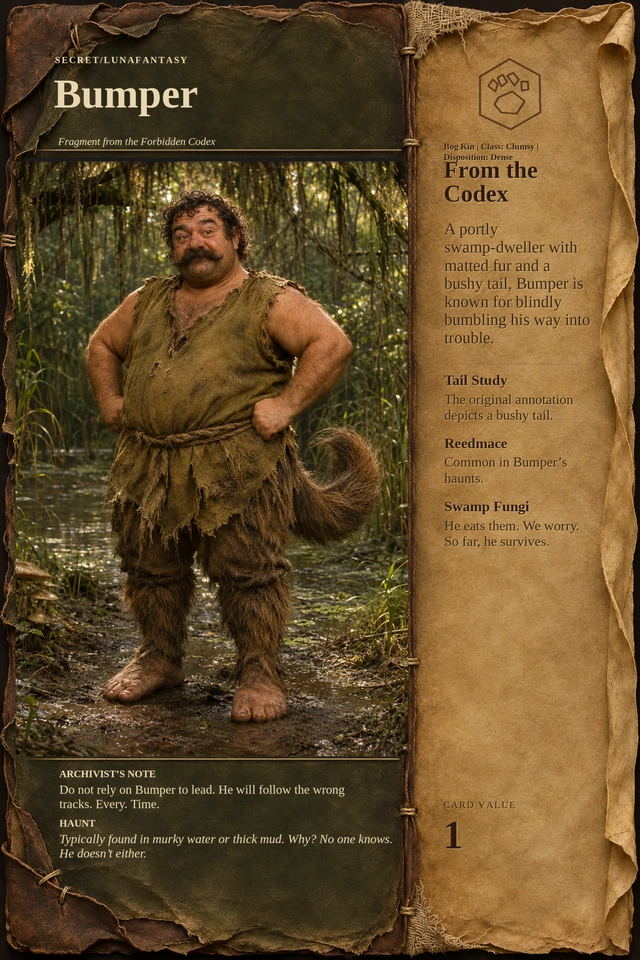 SECRET/LUNAFANTASY
Bumper
Fragment from the Forbidden Codex
Bog Kin | Class: Clumsy |
Disposition: Dense
From the
Codex
A portly
swamp-dweller with
matted fur and a
bushy tail, Bumper is
known for blindly
bumbling his way into
trouble.
Tail Study
The original annotation
depicts a bushy tail.
Reedmace
Common in Bumper’s
haunts.
Swamp Fungi
He eats them. We worry.
So far, he survives.
CARD VALUE
1
ARCHIVIST’S NOTE
Do not rely on Bumper to lead. He will follow the wrong
tracks. Every. Time.
HAUNT
Typically found in murky water or thick mud. Why? No one knows.
He doesn’t either.